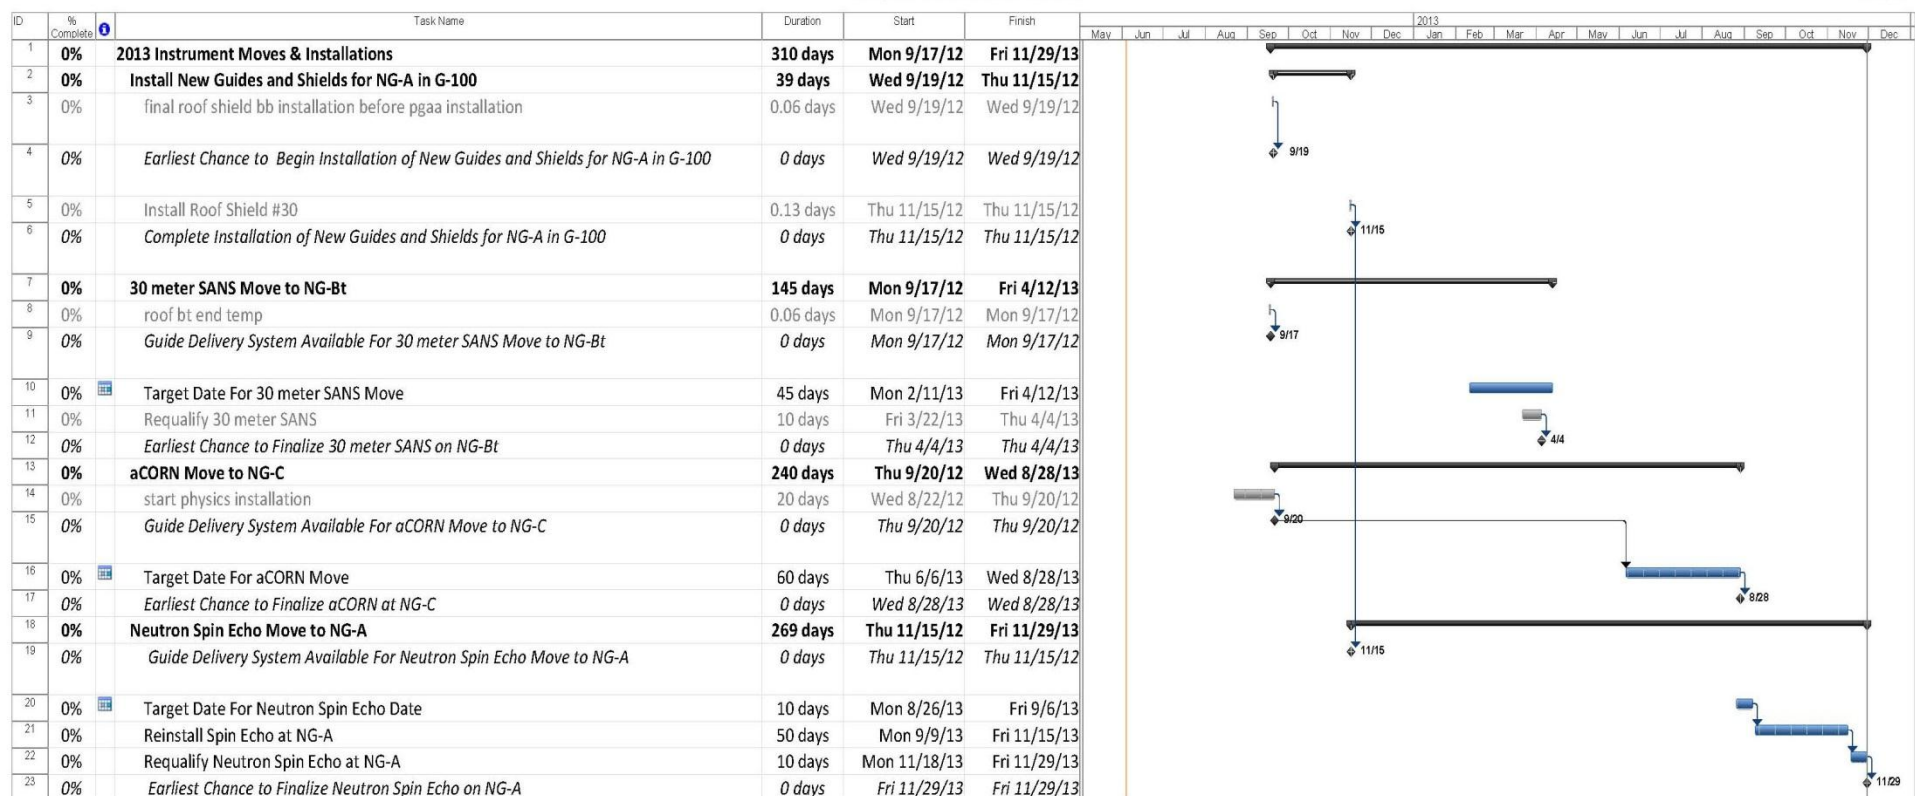 ID % Complete Task Name Duration Start Finish
2013
May Jun Jul Aug Sep Oct Nov Dec Jan Feb Mar Apr May Jun Jul Aug Sep Oct Nov Dec
1 0% 2013 Instrument Moves & Installations 310 days Mon 9/17/12 Fri 11/29/13
2 0% Install New Guides and Shields for NG-A in G-100 39 days Wed 9/19/12 Thu 11/15/12
3 0% final roof shield bb installation before pgaa installation 0.06 days Wed 9/19/12 Wed 9/19/12
4 0% Earliest Chance to Begin Installation of New Guides and Shields for NG-A in G-100 0 days Wed 9/19/12 Wed 9/19/12 9/19
5 0% Install Roof Shield #30 0.13 days Thu 11/15/12 Thu 11/15/12
6 0% Complete Installation of New Guides and Shields for NG-A in G-100 0 days Thu 11/15/12 Thu 11/15/12 11/15
7 0% 30 meter SANS Move to NG-Bt 145 days Mon 9/17/12 Fri 4/12/13
8 0% roof bt end temp 0.06 days Mon 9/17/12 Mon 9/17/12
9 0% Guide Delivery System Available For 30 meter SANS Move to NG-Bt 0 days Mon 9/17/12 Mon 9/17/12 9/17
10 0% Target Date For 30 meter SANS Move 45 days Mon 2/11/13 Fri 4/12/13
11 0% Requalify 30 meter SANS 10 days Fri 3/22/13 Thu 4/4/13
12 0% Earliest Chance to Finalize 30 meter SANS on NG-Bt 0 days Thu 4/4/13 Thu 4/4/13 4/4
13 0% aCORN Move to NG-C 240 days Thu 9/20/12 Wed 8/28/13
14 0% start physics installation 20 days Wed 8/22/12 Thu 9/20/12
15 0% Guide Delivery System Available For aCORN Move to NG-C 0 days Thu 9/20/12 Thu 9/20/12 9/20
16 0% Target Date For aCORN Move 60 days Thu 6/6/13 Wed 8/28/13
17 0% Earliest Chance to Finalize aCORN at NG-C 0 days Wed 8/28/13 Wed 8/28/13 8/28
18 0% Neutron Spin Echo Move to NG-A 269 days Thu 11/15/12 Fri 11/29/13
19 0% Guide Delivery System Available For Neutron Spin Echo Move to NG-A 0 days Thu 11/15/12 Thu 11/15/12 11/15
20 0% Target Date For Neutron Spin Echo Date 10 days Mon 8/26/13 Fri 9/6/13
21 0% Reinstall Spin Echo at NG-A 50 days Mon 9/9/13 Fri 11/15/13
22 0% Requalify Neutron Spin Echo at NG-A 10 days Mon 11/18/13 Fri 11/29/13
23 0% Earliest Chance to Finalize Neutron Spin Echo on NG-A 0 days Fri 11/29/13 Fri 11/29/13 11/29